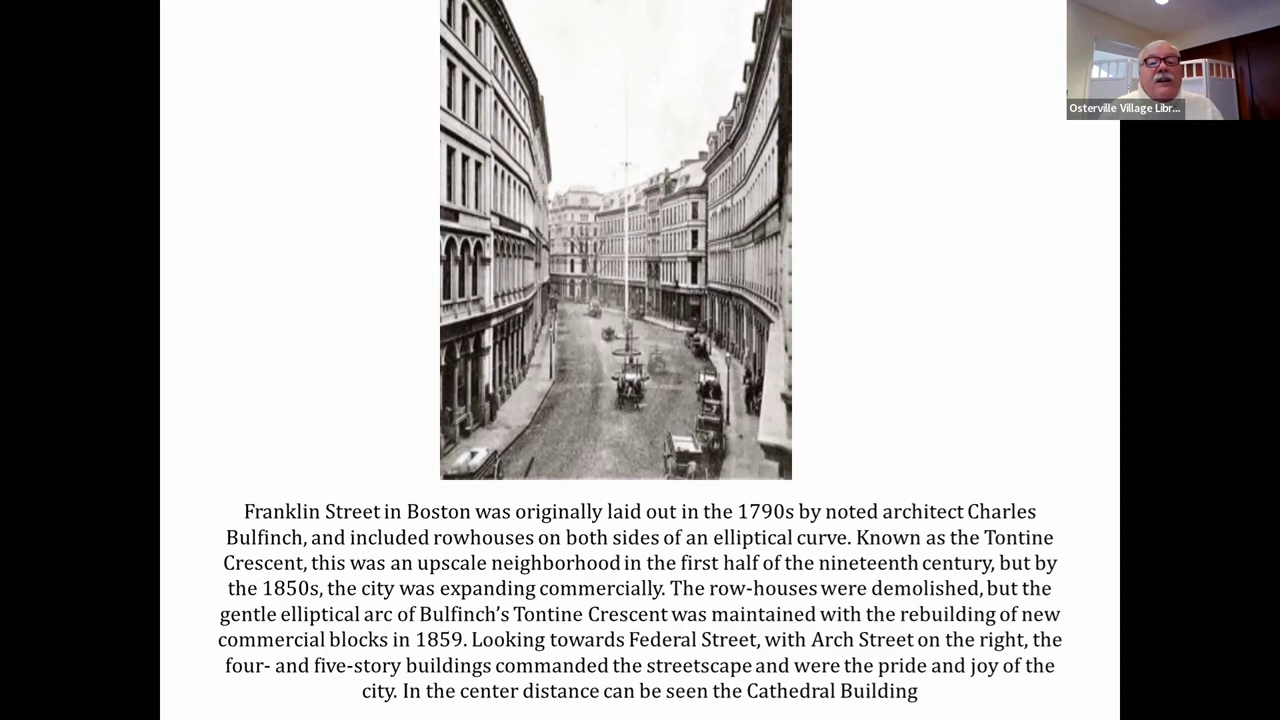 Osterville Village Libr...
Franklin Street in Boston was originally laid out in the 1790s by noted architect Charles
Bulfinch, and included rowhouses on both sides of an elliptical curve. Known as the Tontine
Crescent, this was an upscale neighborhood in the first half of the nineteenth century, but by
the 1850s, the city was expanding commercially. The row-houses were demolished, but the
gentle elliptical arc of Bulfinch’s Tontine Crescent was maintained with the rebuilding of new
commercial blocks in 1859. Looking towards Federal Street, with Arch Street on the right, the
four- and five-story buildings commanded the streetscape and were the pride and joy of the
city. In the center distance can be seen the Cathedral Building